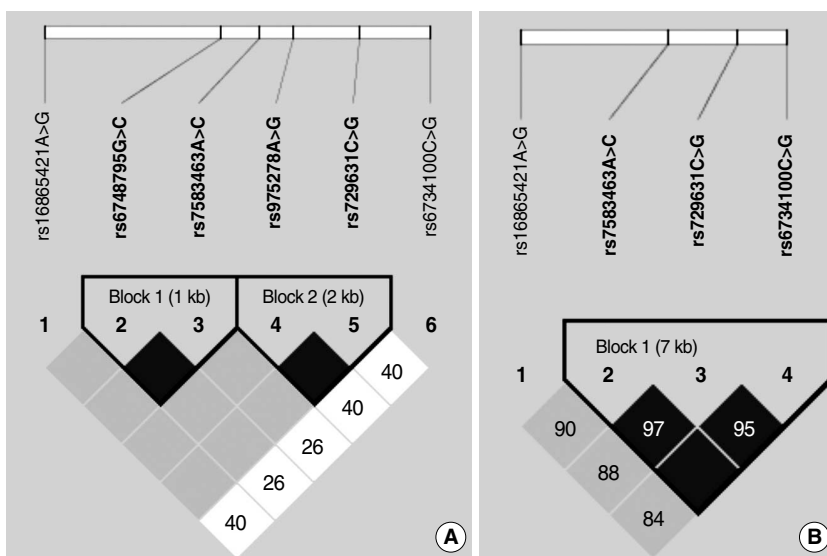 rs16865421A>G
rs6748795G>C
rs7583463A>C
rs975278A>G
rs729631C>G
rs6734100C>G
Block 1 (1 kb)
Block 2 (2 kb)
1
2
3
4
5
6
40
40
26
26
40
A
rs16865421A>G
rs7583463A>C
rs729631C>G
rs6734100C>G
Block 1 (7 kb)
1
2
3
4
90
97
95
88
84
B